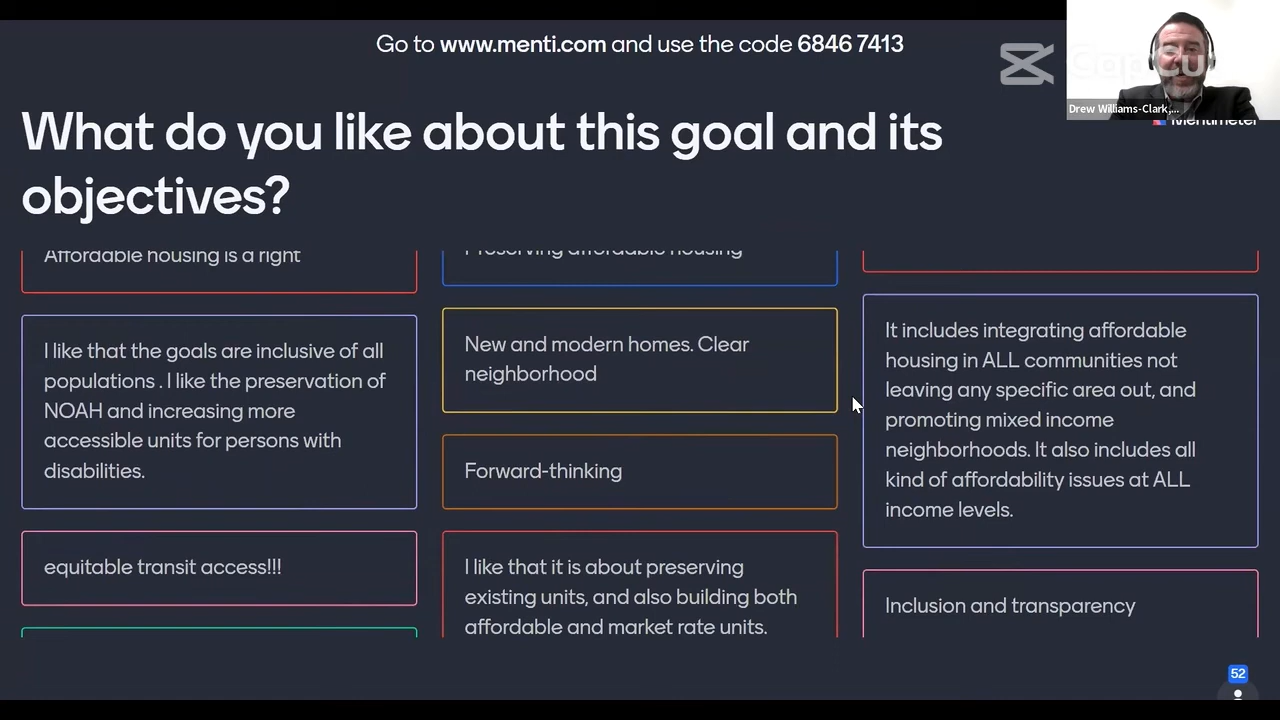 Go to www.menti.com and use the code 6846 7413
CapCut
Drew Williams-Clark,...
Mentimeter
What do you like about this goal and its
objectives?
Affordable housing is a right
I like that the goals are inclusive of all
populations . I like the preservation of
NOAH and increasing more
accessible units for persons with
disabilities.
equitable transit access!!!
Preserving affordable housing
New and modern homes. Clear
neighborhood
Forward-thinking
I like that it is about preserving
existing units, and also building both
affordable and market rate units.
It includes integrating affordable
housing in ALL communities not
leaving any specific area out, and
promoting mixed income
neighborhoods. It also includes all
kind of affordability issues at ALL
income levels.
Inclusion and transparency
52